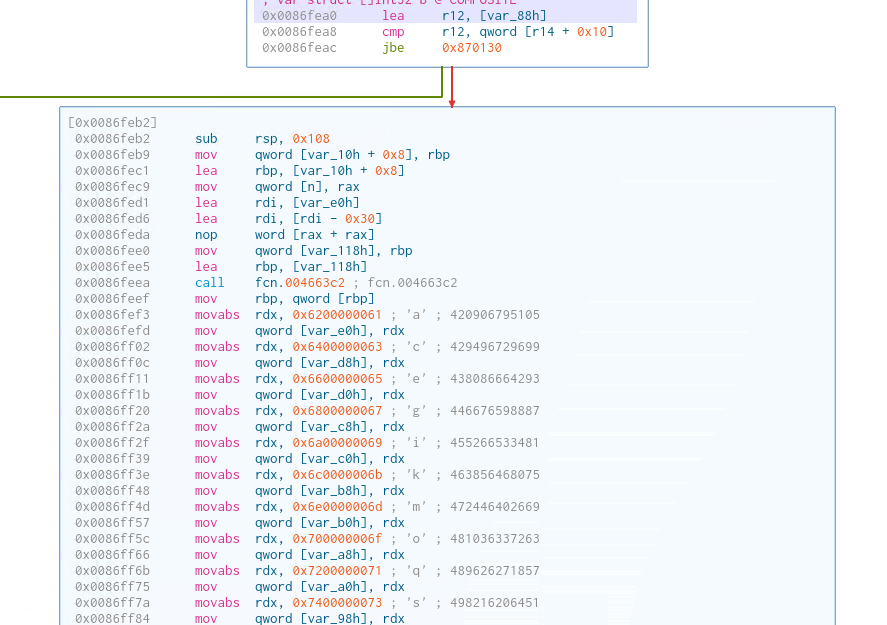 ; var struct []int32 b @ COMPOSITE
0x0086fea0 lea r12, [var_88h]
0x0086fea8 cmp r12, qword [r14 + 0x10]
0x0086feac jbe 0x870130
[0x0086feb2]
0x0086feb2 sub rsp, 0x108
0x0086feb9 mov qword [var_10h + 0x8], rbp
0x0086fec1 lea rbp, [var_10h + 0x8]
0x0086fec9 mov qword [n], rax
0x0086fed1 lea rdi, [var_e0h]
0x0086fed6 lea rdi, [rdi - 0x30]
0x0086feda nop word [rax + rax]
0x0086fee0 mov qword [var_118h], rbp
0x0086fee5 lea rbp, [var_118h]
0x0086feea call fcn.004663c2 ; fcn.004663c2
0x0086feef mov rbp, qword [rbp]
0x0086fef3 movabs rdx, 0x6200000061 ; 'a' ; 420906795105
0x0086fefd mov qword [var_e0h], rdx
0x0086ff02 movabs rdx, 0x6400000063 ; 'c' ; 429496729699
0x0086ff0c mov qword [var_d8h], rdx
0x0086ff11 movabs rdx, 0x6600000065 ; 'e' ; 438086664293
0x0086ff1b mov qword [var_d0h], rdx
0x0086ff20 movabs rdx, 0x6800000067 ; 'g' ; 446676598887
0x0086ff2a mov qword [var_c8h], rdx
0x0086ff2f movabs rdx, 0x6a00000069 ; 'i' ; 455266533481
0x0086ff39 mov qword [var_c0h], rdx
0x0086ff3e movabs rdx, 0x6c0000006b ; 'k' ; 463856468075
0x0086ff48 mov qword [var_b8h], rdx
0x0086ff4d movabs rdx, 0x6e0000006d ; 'm' ; 472446402669
0x0086ff57 mov qword [var_b0h], rdx
0x0086ff5c movabs rdx, 0x700000006f ; 'o' ; 481036337263
0x0086ff66 mov qword [var_a8h], rdx
0x0086ff6b movabs rdx, 0x7200000071 ; 'q' ; 489626271857
0x0086ff75 mov qword [var_a0h], rdx
0x0086ff7a movabs rdx, 0x7400000073 ; 's' ; 498216206451
0x0086ff84 mov qword [var_98h], rdx